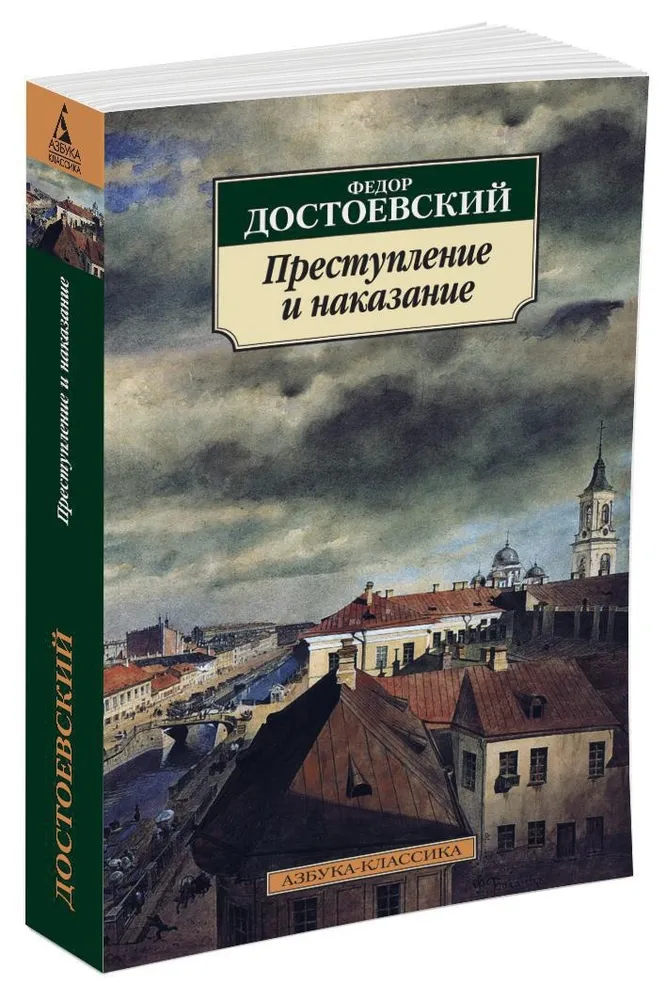 АЗБУКА
КЛАССИКА
Преступление и наказание
ДОСТОЕВСКИЙ
ФЕДОР
ДОСТОЕВСКИЙ
Преступление
и наказание
АЗБУКА-КЛАССИКА